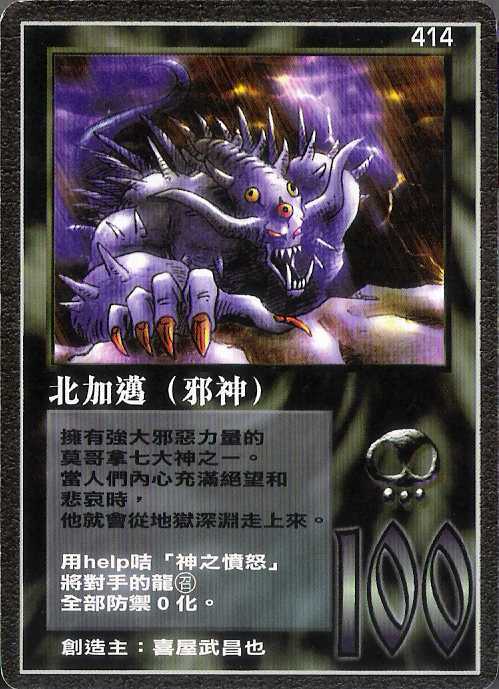 414
北加邁（邪神）
擁有強大邪惡力量的
莫哥拿七大神之一。
當人們內心充滿絕望和
悲哀時，
他就會從地獄深淵走上來。
用help咭「神之憤怒」
將對手的龍㊁召
全部防禦0化。
100
創造主：喜屋武昌也